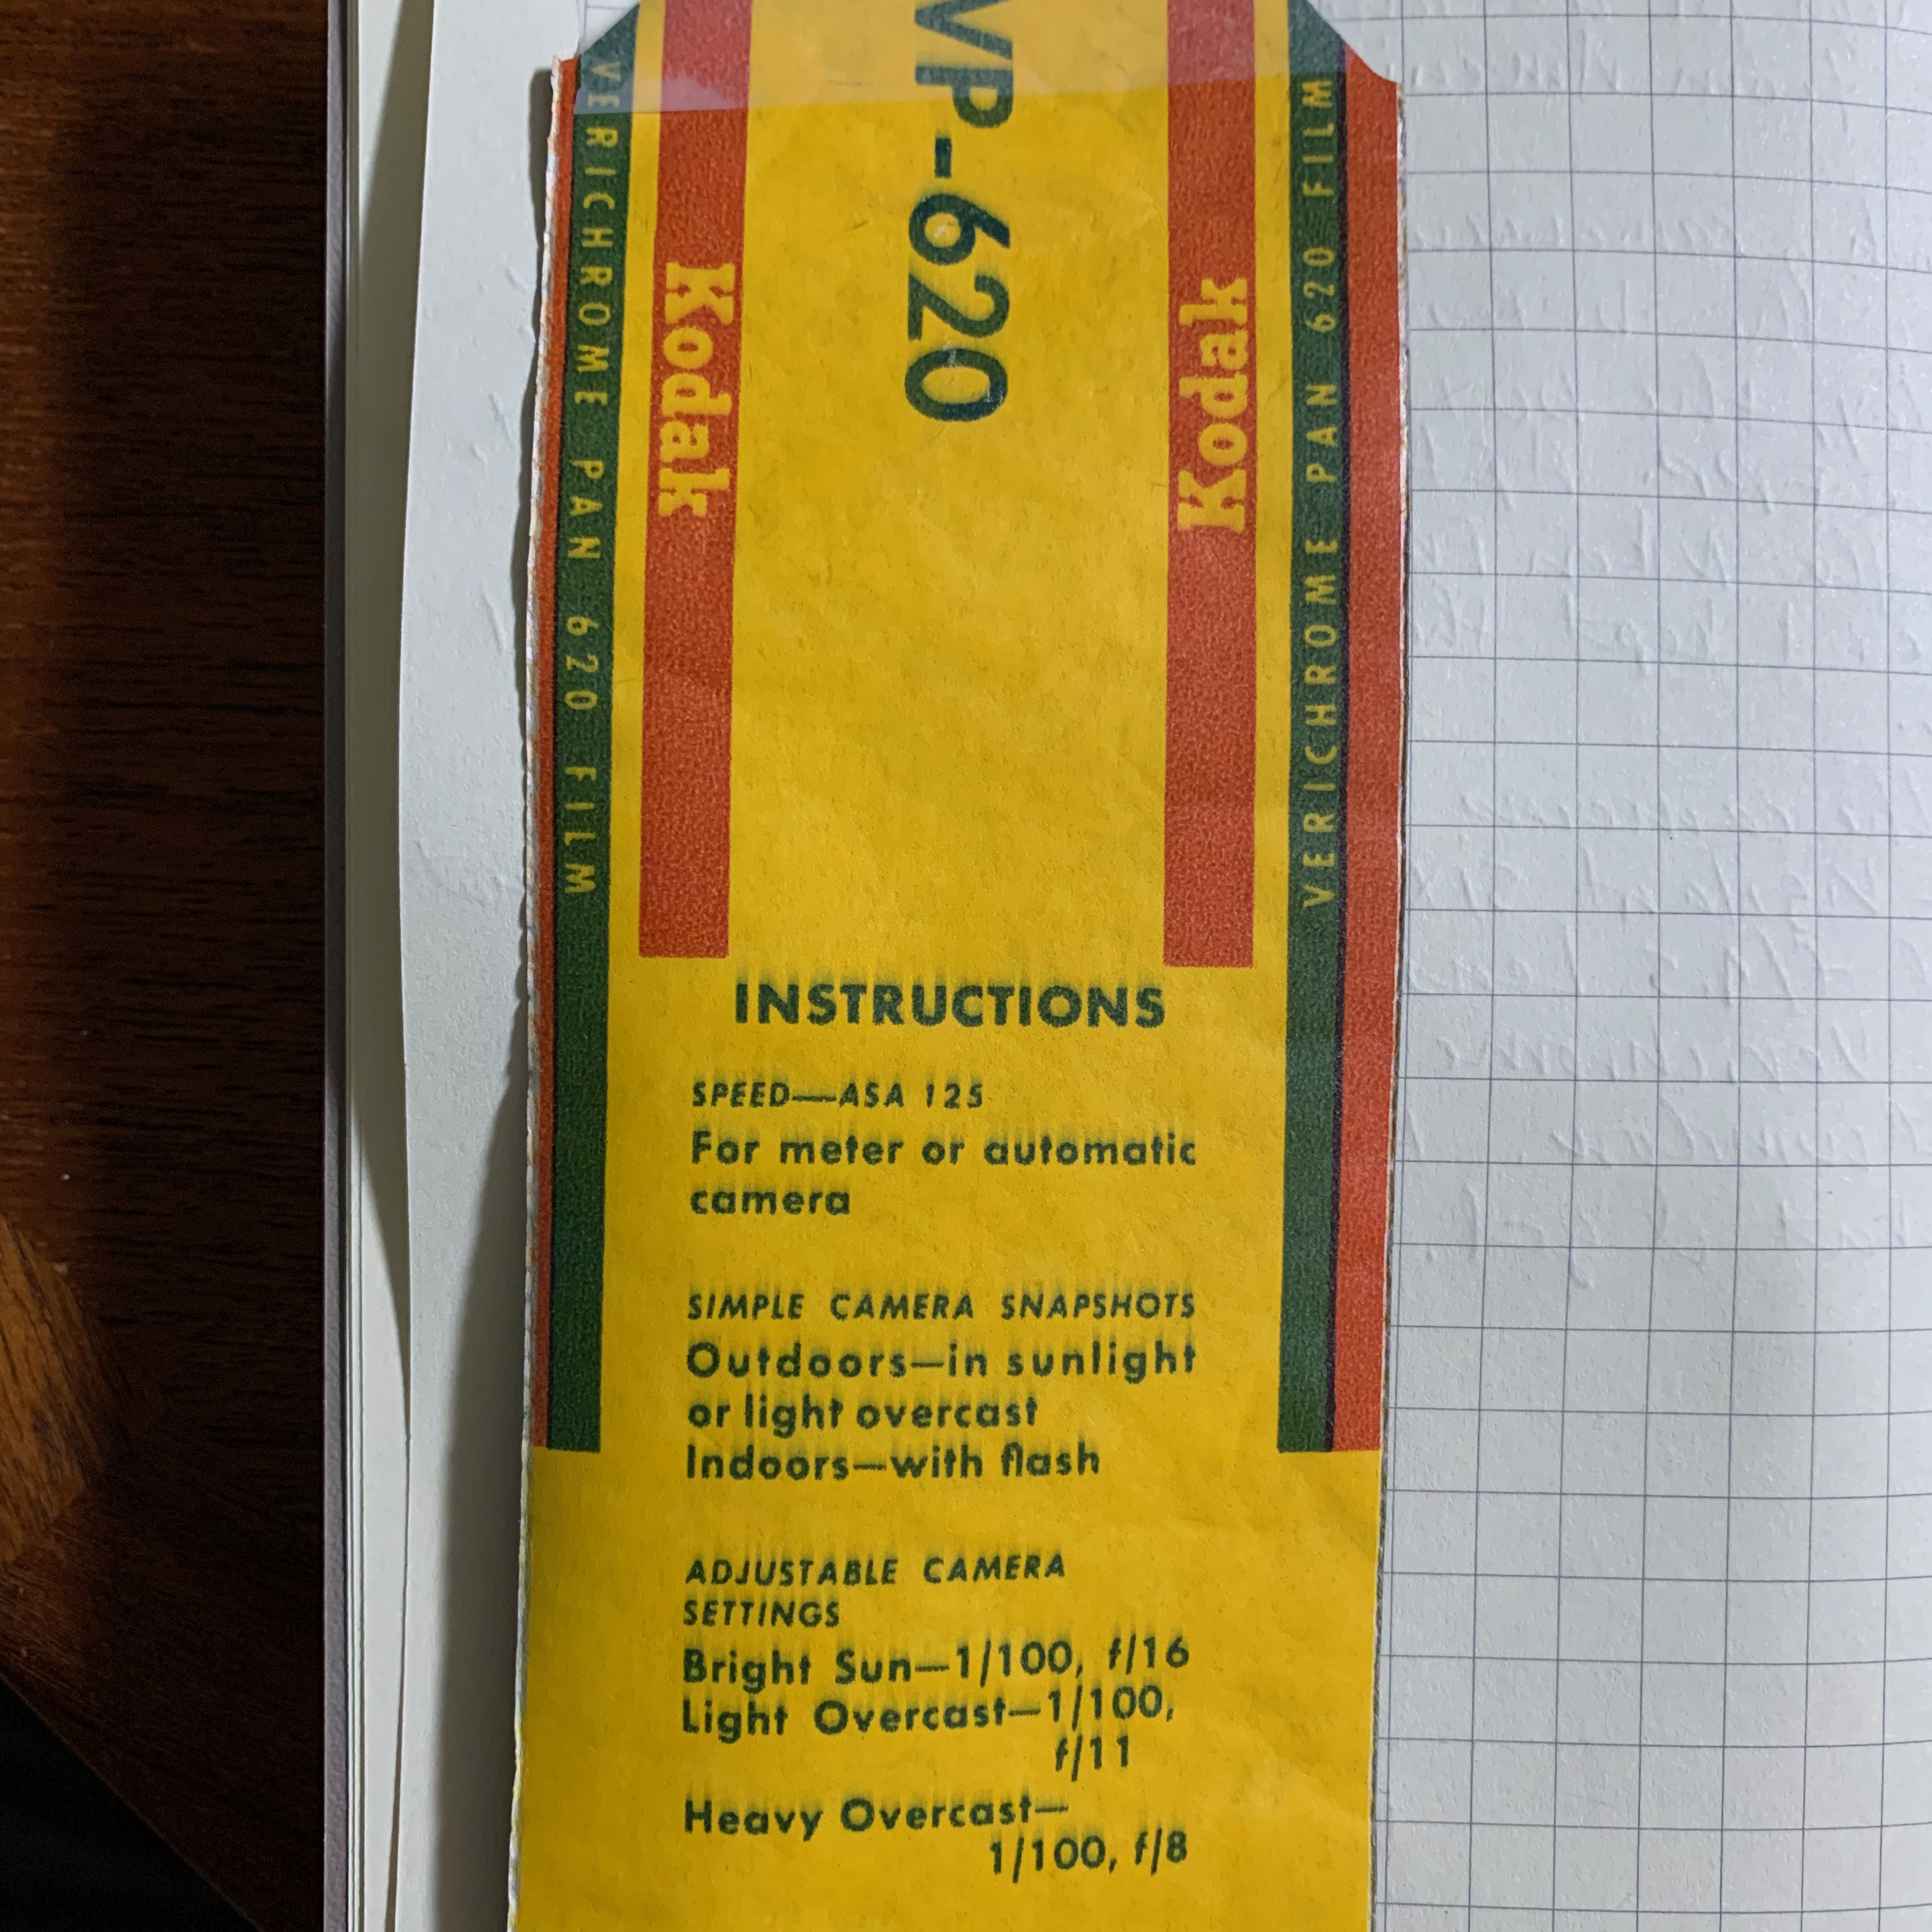 VP-620
Kodak
Kodak
VERICHROME PAN 620 FILM
VERICHROME PAN 620 FILM
INSTRUCTIONS
SPEED—ASA 125
For meter or automatic
camera
SIMPLE CAMERA SNAPSHOTS
Outdoors—in sunlight
or light overcast
Indoors—with flash
ADJUSTABLE CAMERA
SETTINGS
Bright Sun—1/100, f/16
Light Overcast—1/100,
f/11
Heavy Overcast—
1/100, f/8